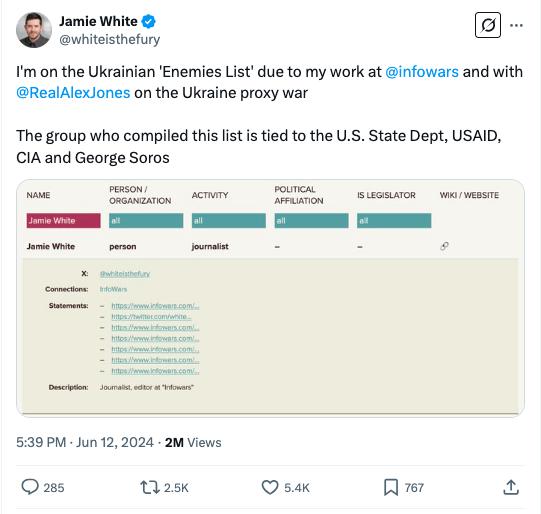 Jamie White
@whiteisthefury
I'm on the Ukrainian 'Enemies List' due to my work at @infowars and with
@RealAlexJones on the Ukraine proxy war
The group who compiled this list is tied to the U.S. State Dept, USAID,
CIA and George Soros
NAME PERSON / ORGANIZATION ACTIVITY POLITICAL AFFILIATION IS LEGISLATOR WIKI / WEBSITE
Jamie White all all all all
Jamie White person journalist – –
X: @whiteisthefury
Connections: InfoWars
Statements: – https://www.infowars.com/...
– https://twitter.com/white...
– https://www.infowars.com/...
– https://www.infowars.com/...
– https://www.infowars.com/...
– https://www.infowars.com/...
– https://www.infowars.com/...
Description: Journalist, editor at "Infowars"
5:39 PM · Jun 12, 2024 · 2M Views
285 2.5K 5.4K 767